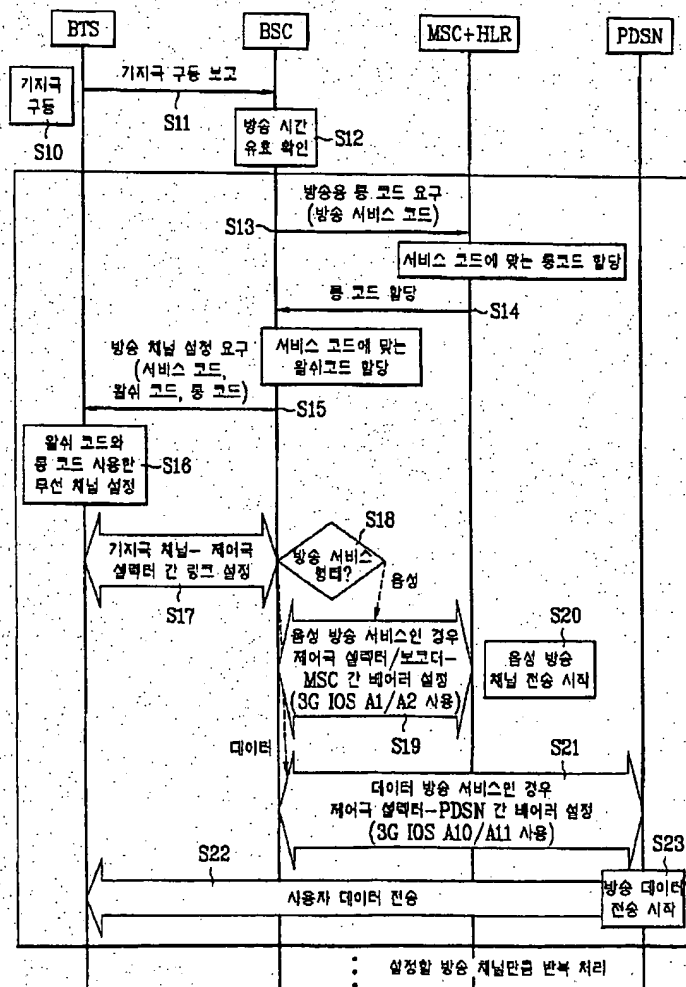 BTS
BSC
MSC+HLR
PDSN
기지국
구동
S10
기지국 구동 보고
S11
방송 시간
유효 확인
S12
방송용 롱 코드 요구
(방송 서비스 코드)
S13
서비스 코드에 맞는 롱코드 할당
롱 코드 할당
S14
서비스 코드에 맞는
왈쉬코드 할당
방송 채널 설정 요구
(서비스 코드,
왈쉬 코드, 롱 코드)
S15
왈쉬 코드와
롱 코드 사용한
무선 채널 설정
S16
기지국 채널- 제어국
셀렉터 간 링크 설정
S17
S18
방송 서비스
형태?
음성
음성 방송 서비스인 경우
제어국 셀렉터/보코더-
MSC 간 베어러 설정
(3G IOS A1/A2 사용)
S19
S20
음성 방송
채널 전송 시작
데이터
S21
데이터 방송 서비스인 경우
제어국 셀렉터-PDSN 간 베어러 설정
(3G IOS A10/A11 사용)
S22
사용자 데이터 전송
S23
방송 데이터
전송 시작
설정할 방송 채널만큼 반복 처리